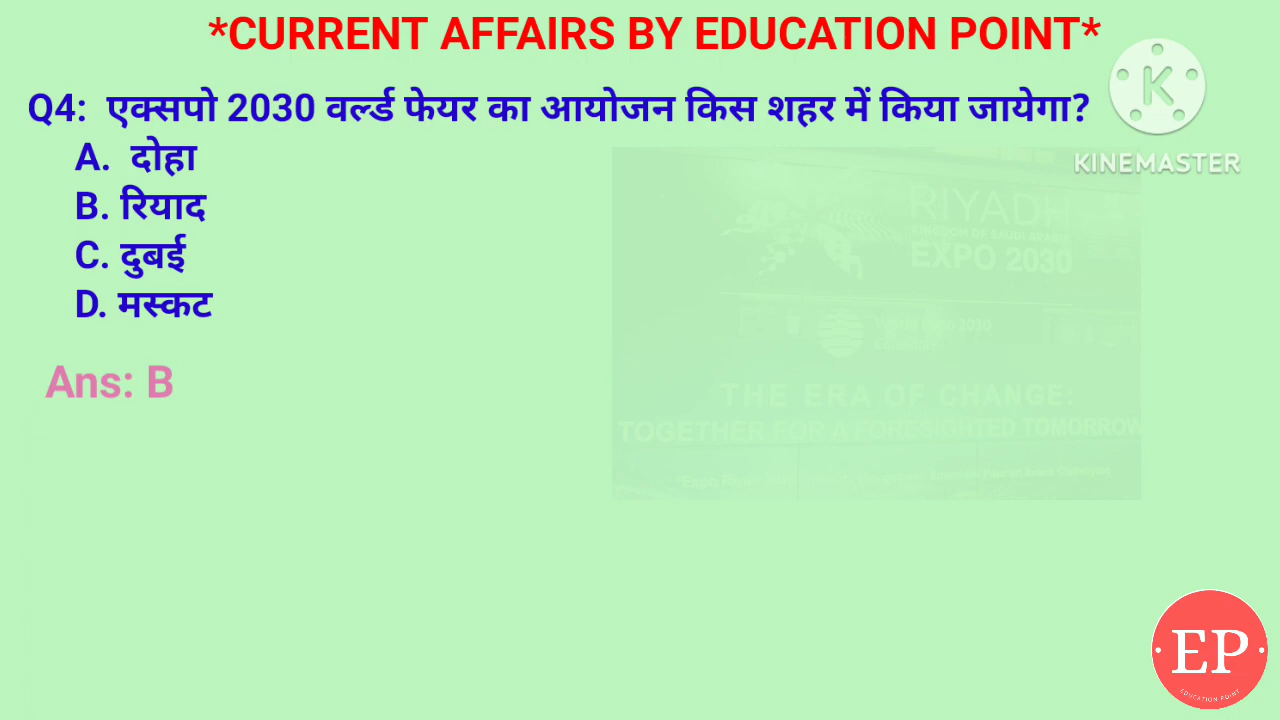 *CURRENT AFFAIRS BY EDUCATION POINT*
Q4: एक्सपो 2030 वर्ल्ड फेयर का आयोजन किस शहर में किया जायेगा?
A. दोहा
B. रियाद
C. दुबई
D. मस्कट
Ans: B
KINEMASTER
RIYADH
KINGDOM OF SAUDI ARABIA
EXPO 2030
World Expo 2030
THE ERA OF CHANGE:
TOGETHER FOR A FORESIGHTED TOMORROW
EP
EDUCATION POINT